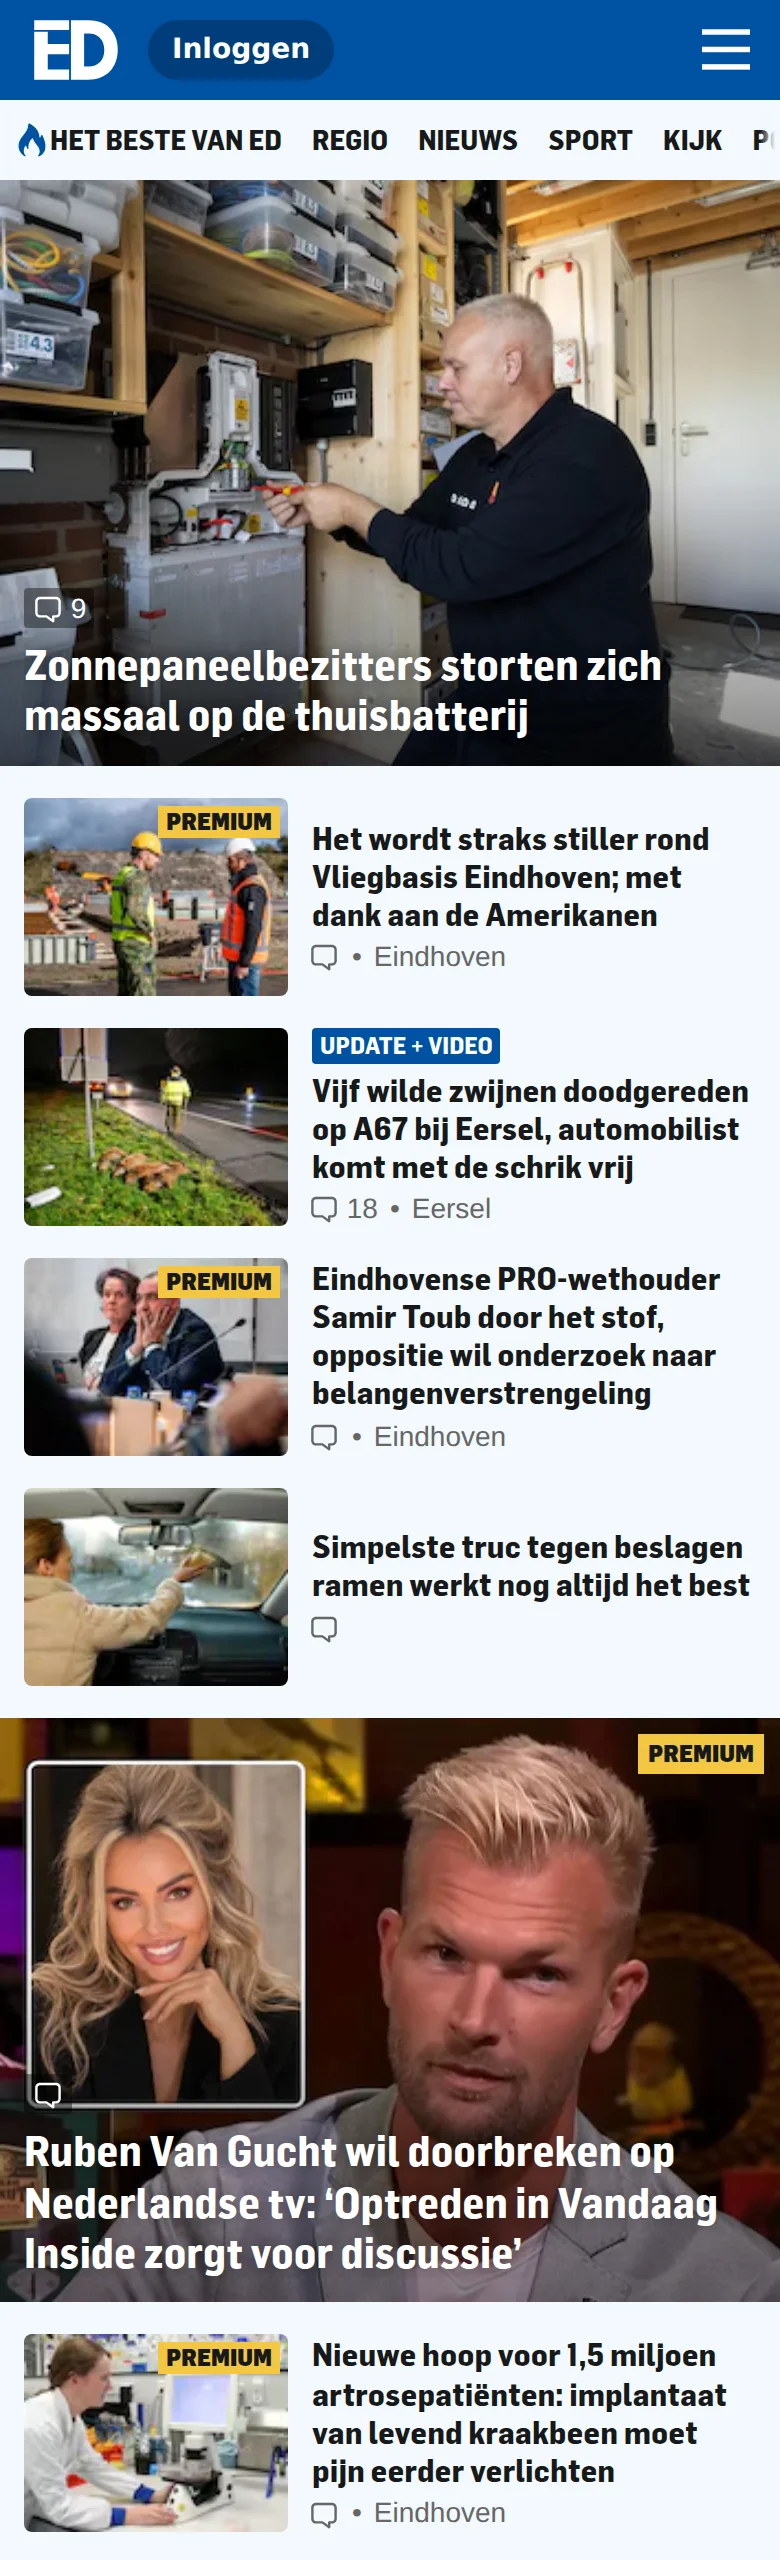 ED
Inloggen
HET BESTE VAN ED
REGIO
NIEUWS
SPORT
KIJK
4.3
9
Zonnepaneelbezitters storten zich
massaal op de thuisbatterij
PREMIUM
Het wordt straks stiller rond
Vliegbasis Eindhoven; met
dank aan de Amerikanen
• Eindhoven
UPDATE + VIDEO
Vijf wilde zwijnen doodgereden
op A67 bij Eersel, automobilist
komt met de schrik vrij
18 • Eersel
PREMIUM
Eindhovense PRO-wethouder
Samir Toub door het stof,
oppositie wil onderzoek naar
belangenverstrengeling
• Eindhoven
Simpelste truc tegen beslagen
ramen werkt nog altijd het best
PREMIUM
Ruben Van Gucht wil doorbreken op
Nederlandse tv: ‘Optreden in Vandaag
Inside zorgt voor discussie’
PREMIUM
Nieuwe hoop voor 1,5 miljoen
artrosepatiënten: implantaat
van levend kraakbeen moet
pijn eerder verlichten
• Eindhoven